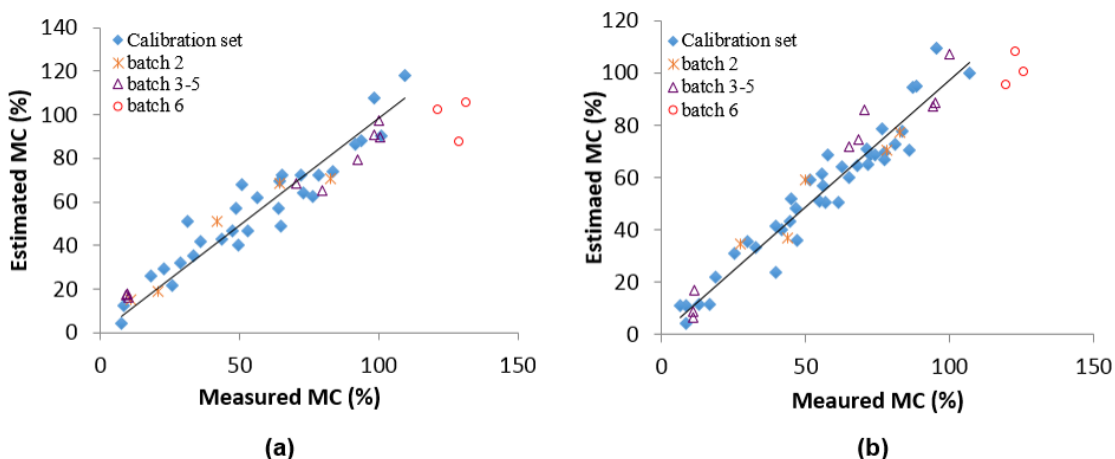 140
120
100
80
60
40
20
0
Estimated MC (%)
Calibration set
batch 2
batch 3-5
batch 6
0 50 100 150
Measured MC (%)
(a)
120
100
80
60
40
20
0
Estimaed MC (%)
Calibration set
batch 2
batch 3-5
batch 6
0 50 100 150
Meaured MC (%)
(b)